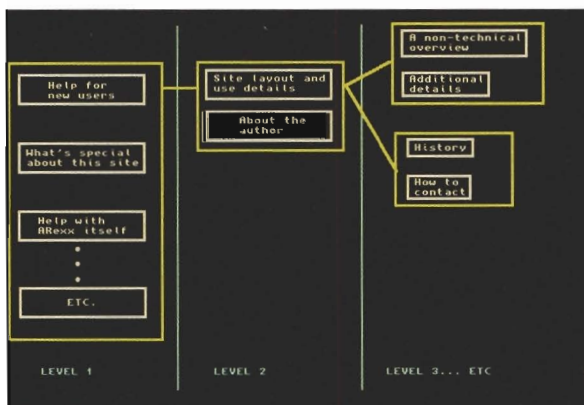 Help for
new users
What's special
about this site
Help with
ARexx itself
ETC.
LEVEL 1
Site layout and
use details
About the
author
LEVEL 2
A non-technical
overview
Additional
details
History
How to
contact
LEVEL 3... ETC